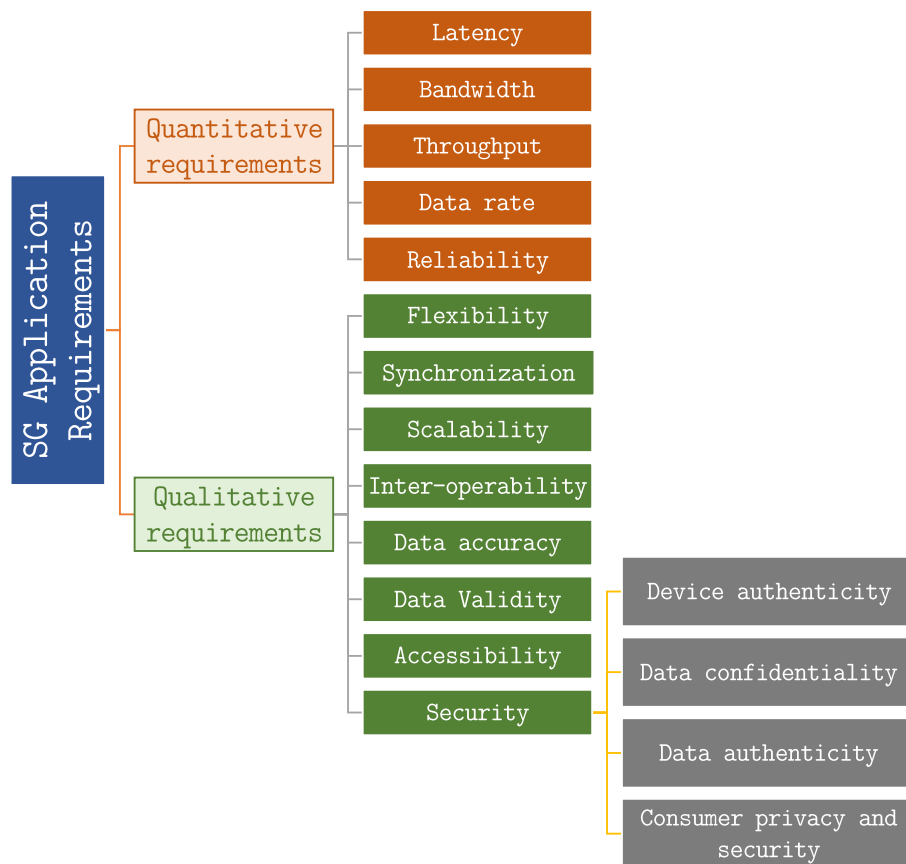 SG Application
Requirements
Quantitative
requirements
Latency
Bandwidth
Throughput
Data rate
Reliability
Qualitative
requirements
Flexibility
Synchronization
Scalability
Inter-operability
Data accuracy
Data Validity
Accessibility
Security
Device authenticity
Data confidentiality
Data authenticity
Consumer privacy and
security